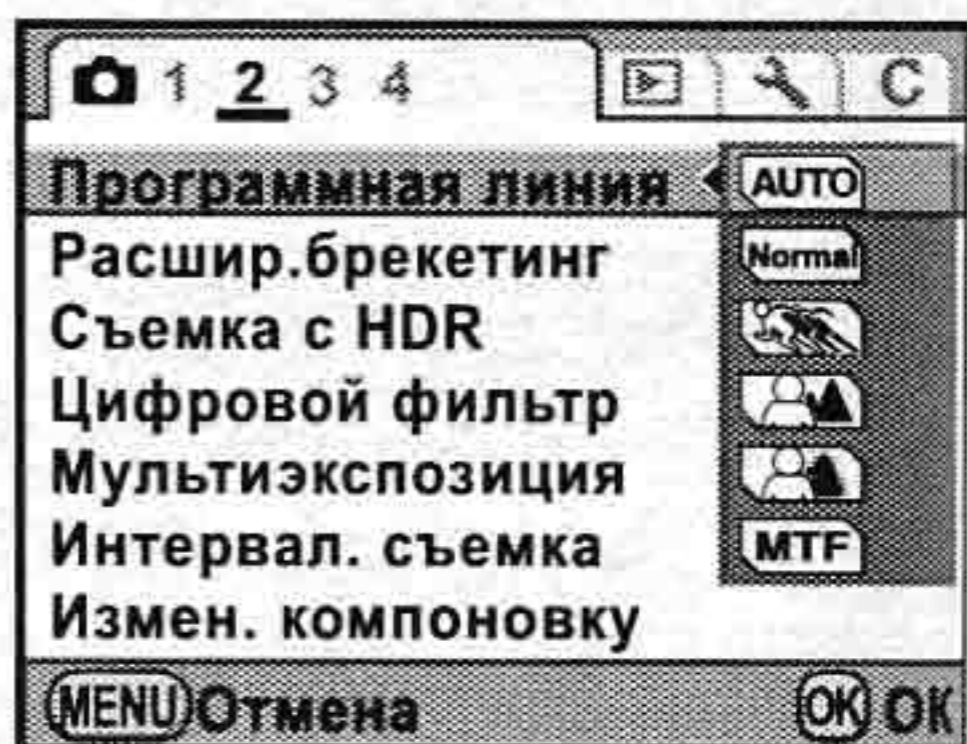 1 2 3 4 C
Программная линия AUTO
Расшир.брекетинг Normal
Съемка с HDR
Цифровой фильтр
Мультиэкспозиция
Интервал. съемка MTF
Измен. компоновку
MENU Отмена OK OK